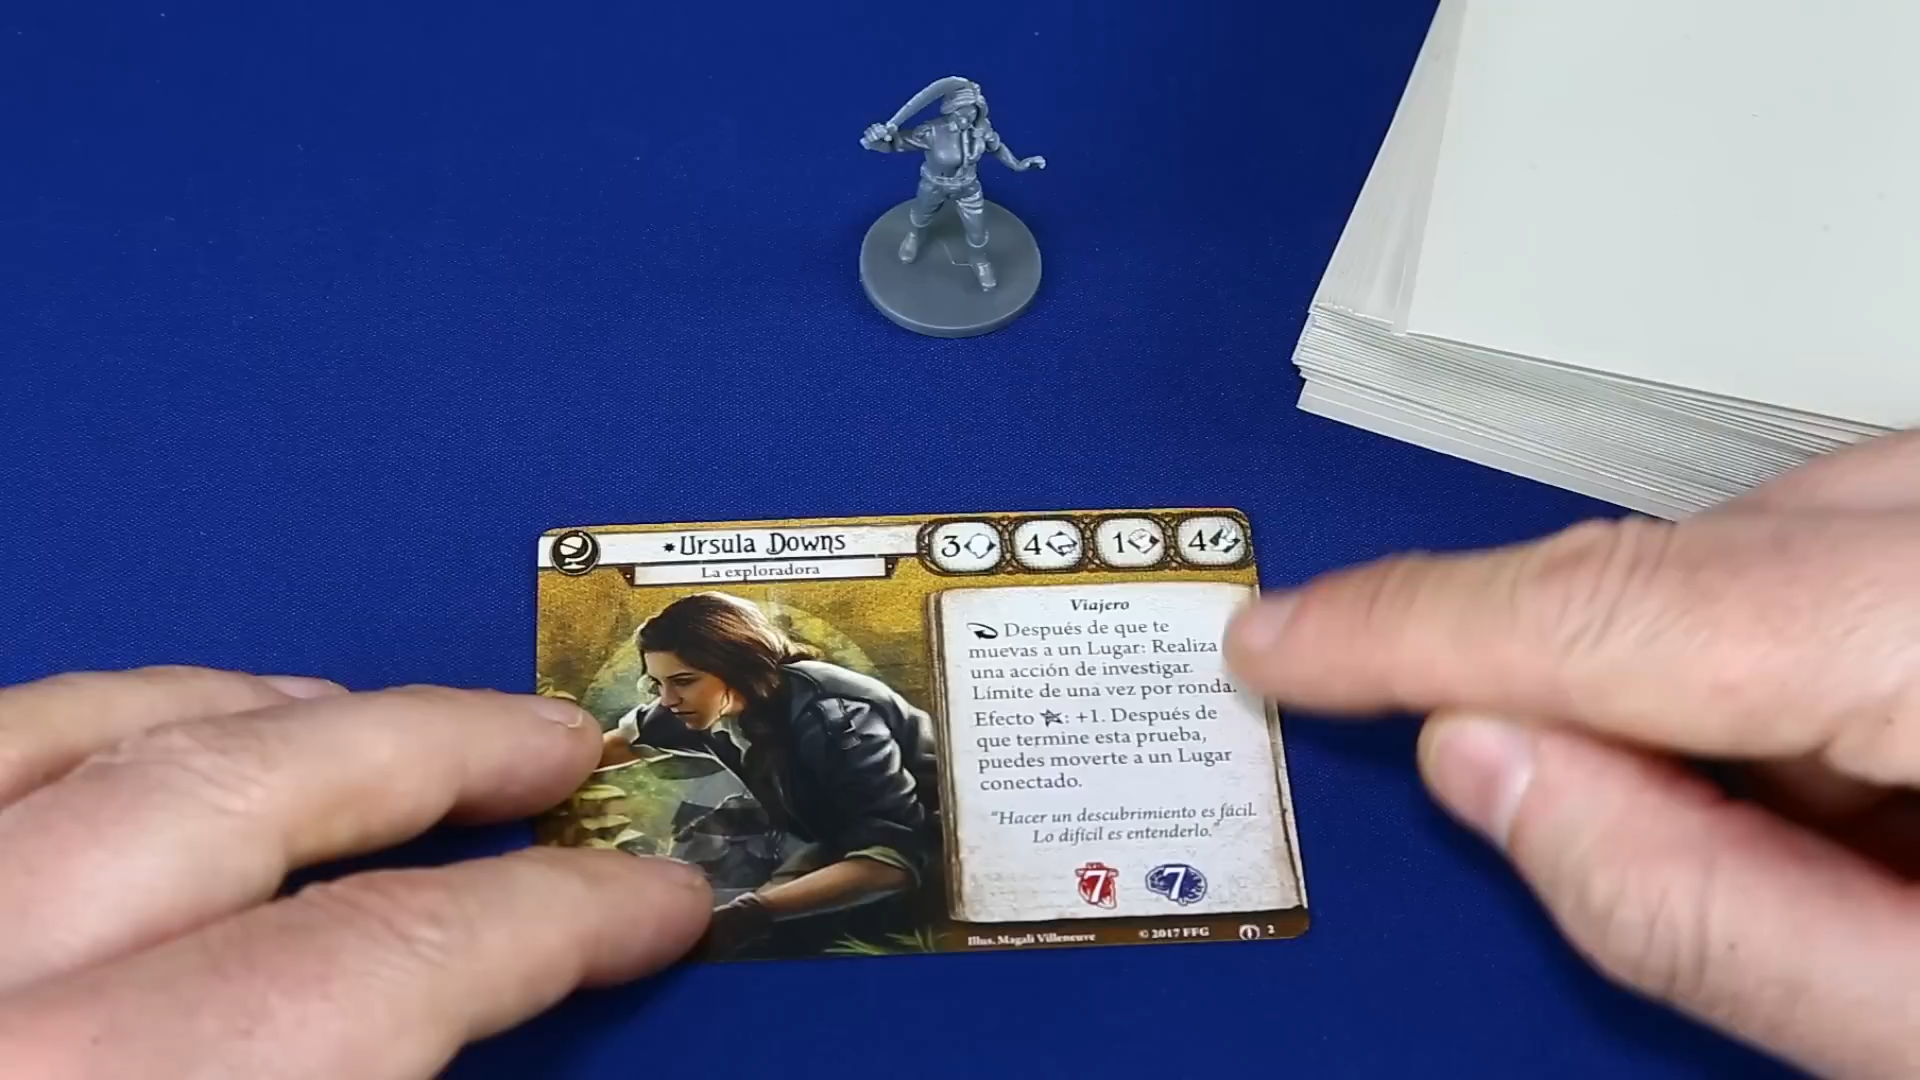 Ursula Downs
La exploradora
3 4 1 4
Viajero
Después de que te
muevas a un Lugar: Realiza
una acción de investigar.
Límite de una vez por ronda.
Efecto : +1. Después de
que termine esta prueba,
puedes moverte a un Lugar
conectado.
"Hacer un descubrimiento es fácil.
Lo difícil es entenderlo."
7 7
Illus. Magali Villeneuve © 2017 FFG 2